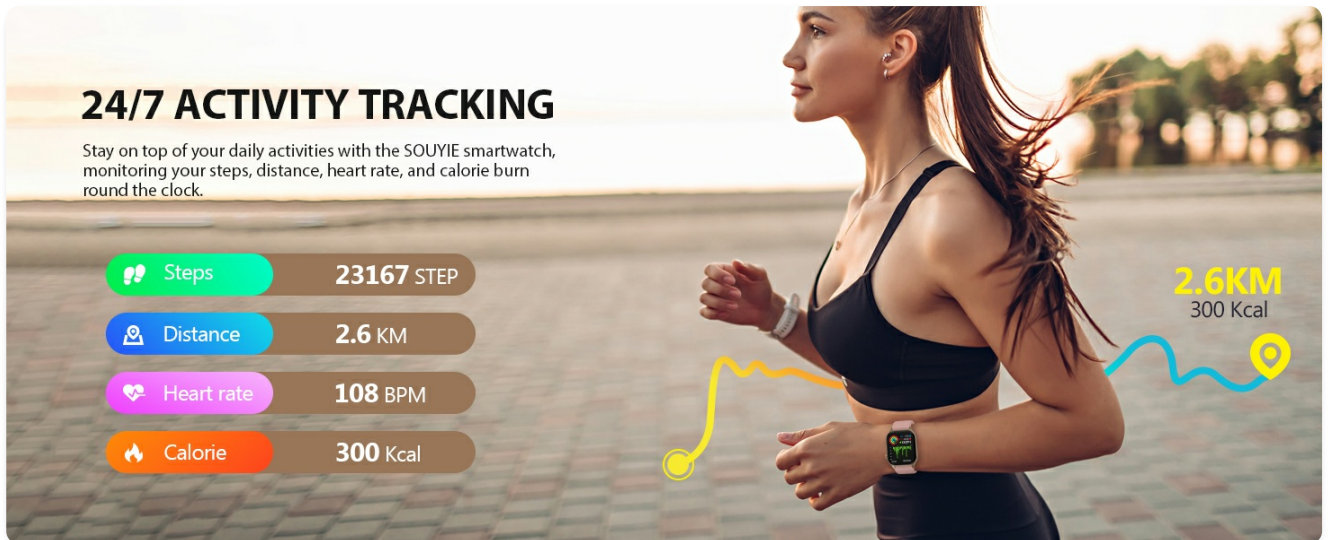 24/7 ACTIVITY TRACKING
Stay on top of your daily activities with the SOUYIE smartwatch,
monitoring your steps, distance, heart rate, and calorie burn
round the clock.
Steps 23167 STEP
Distance 2.6 KM
Heart rate 108 BPM
Calorie 300 Kcal
2.6KM
300 Kcal